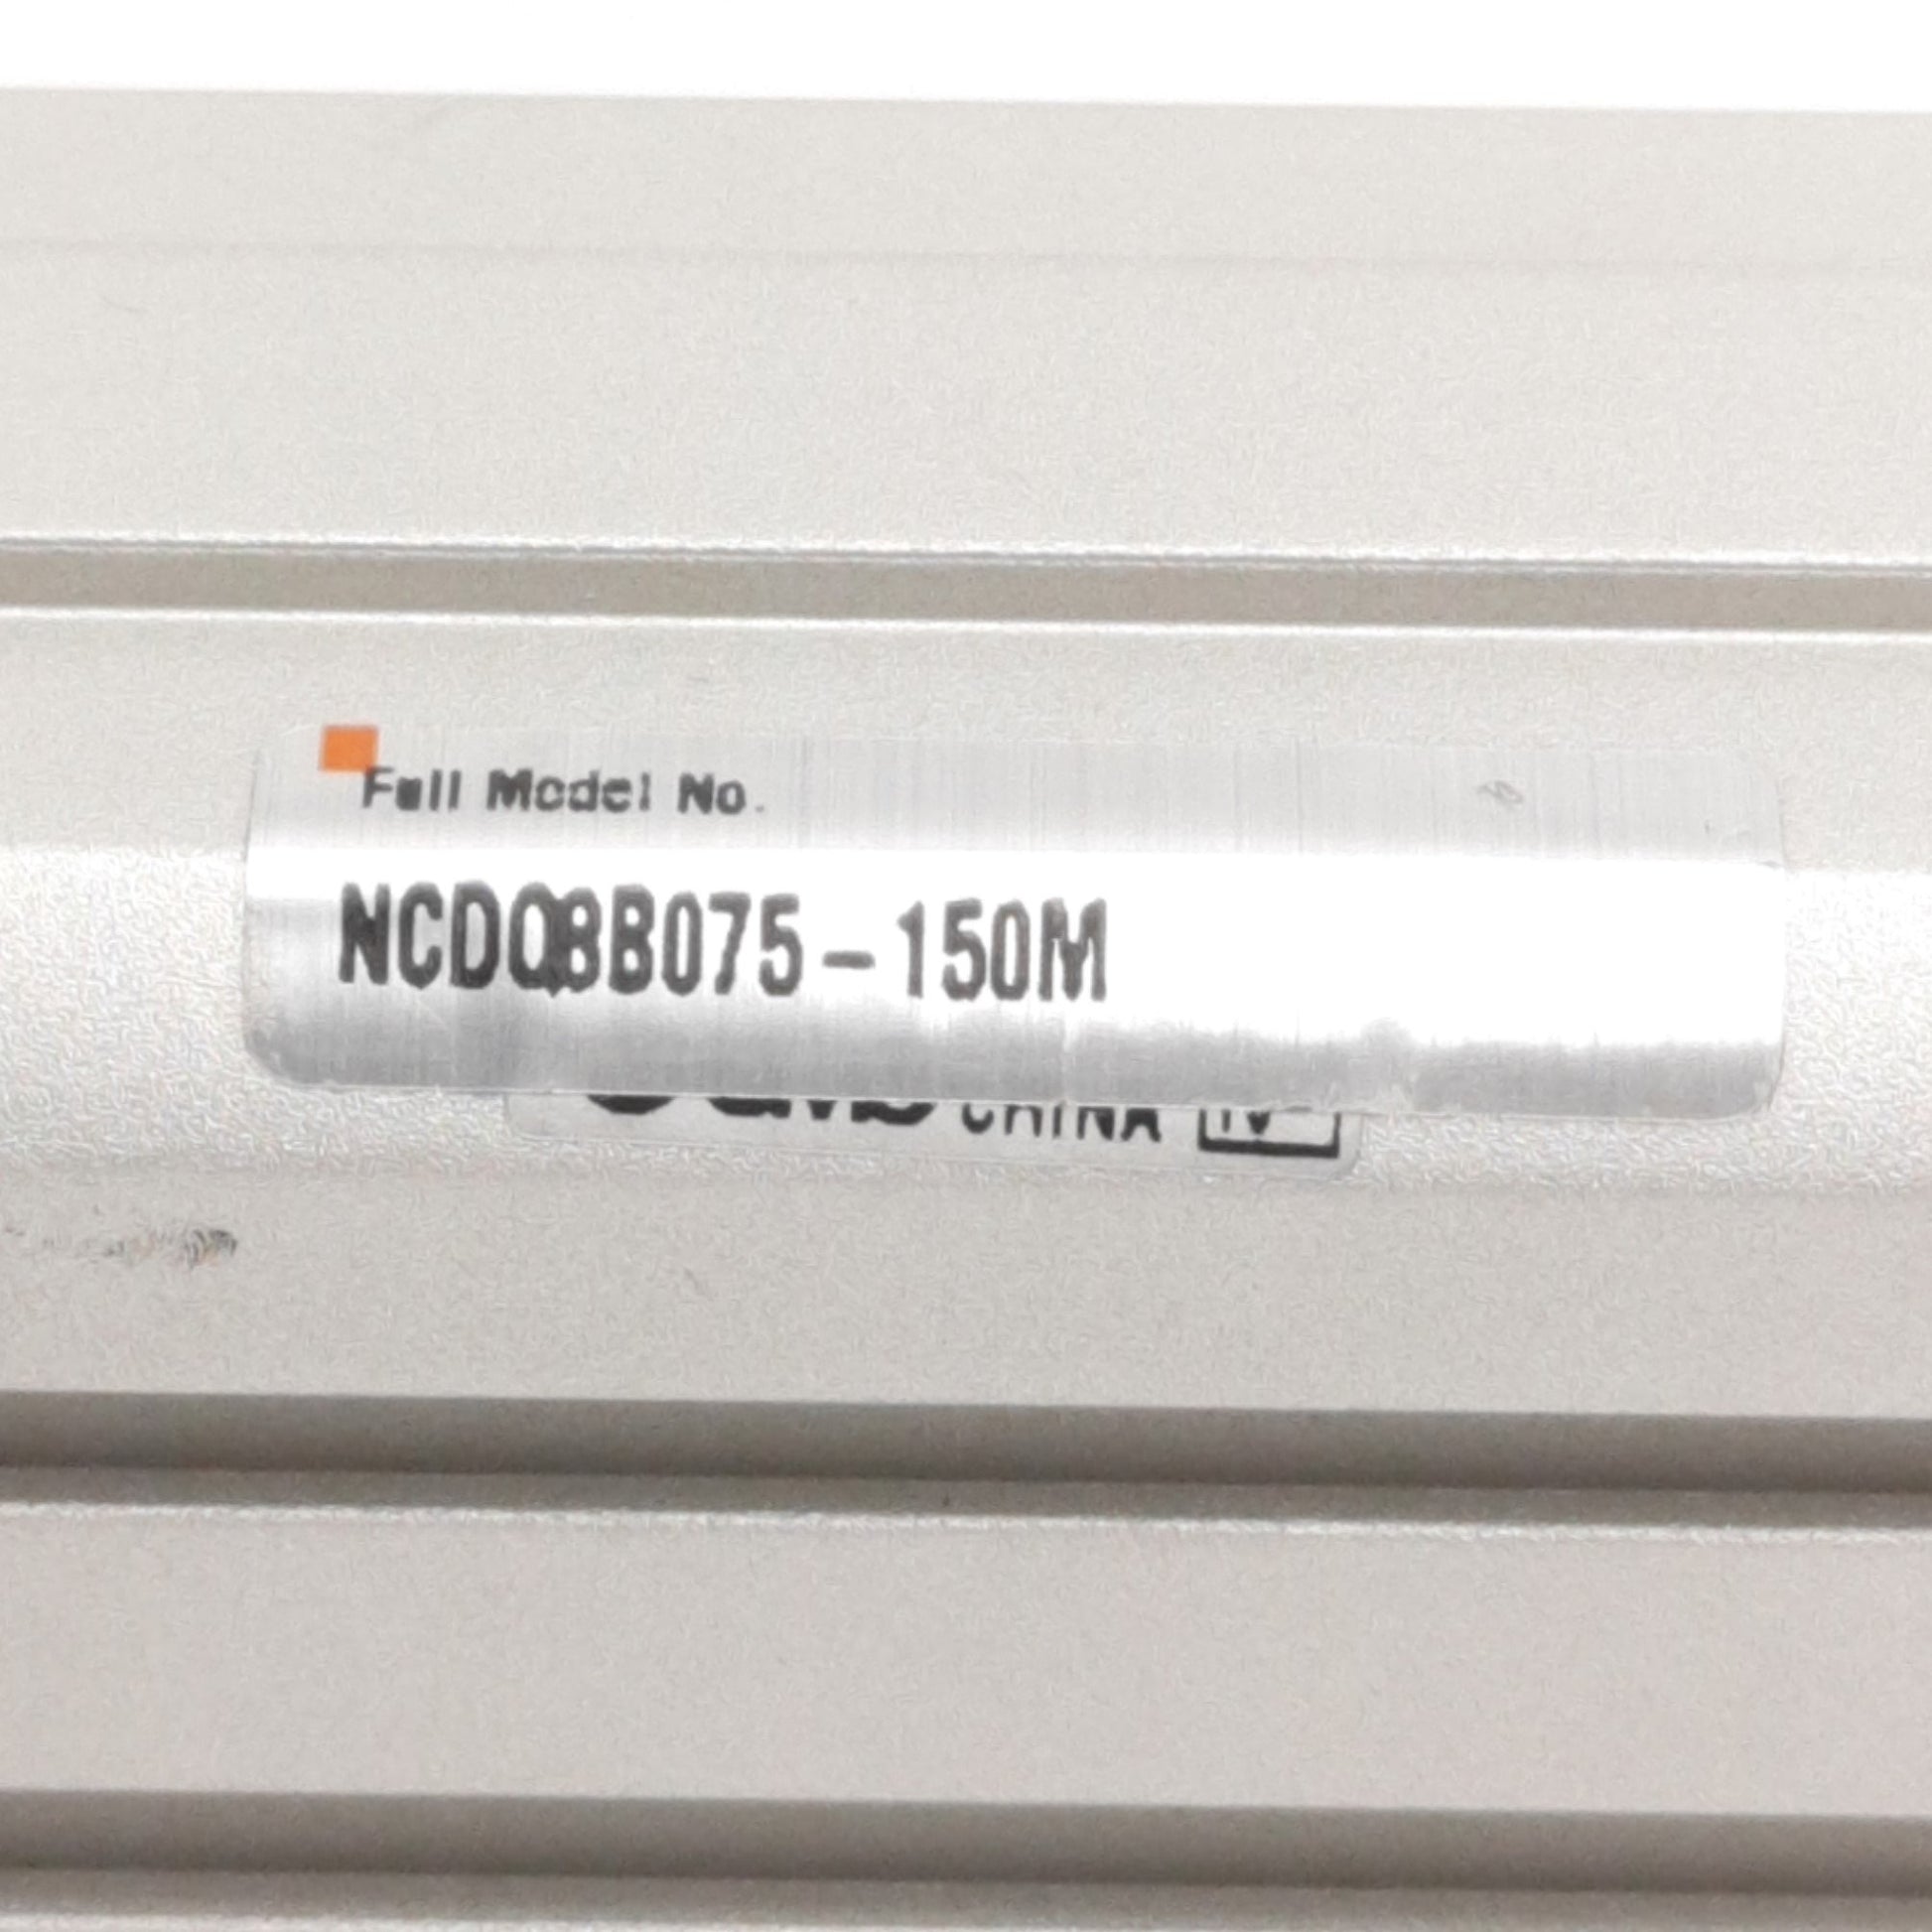 Full Model No.
NCDQ8B075-150M
CHINA